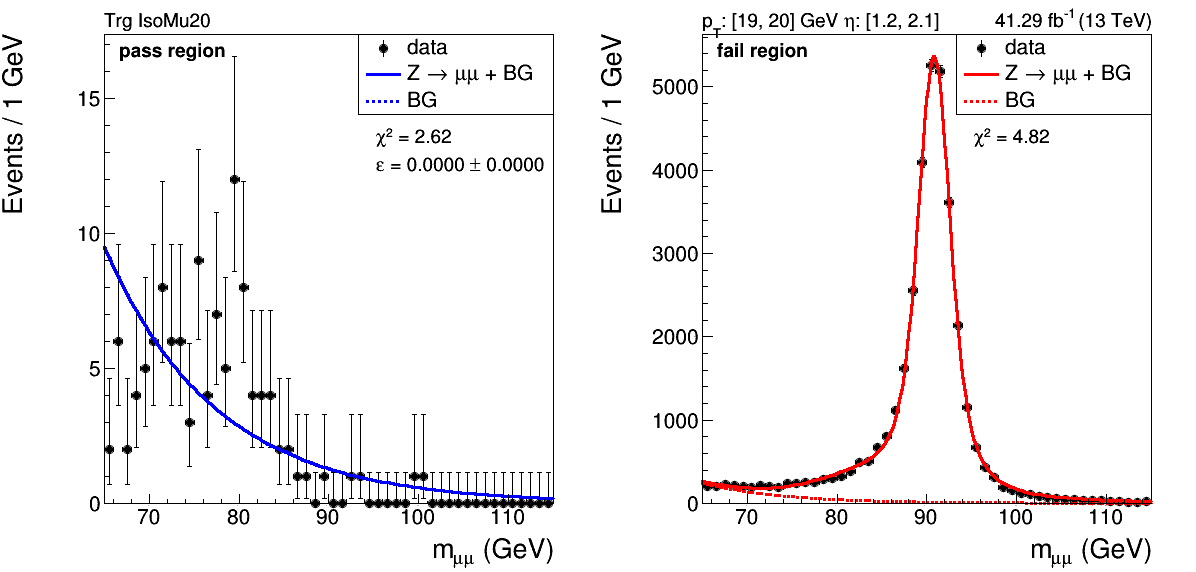 Trg IsoMu20
pass region
data
Z → μμ + BG
BG
χ² = 2.62
ε = 0.0000 ± 0.0000
Events / 1 GeV
15
10
5
0
70 80 90 100 110
m_μμ (GeV)
p_T: [19, 20] GeV η: [1.2, 2.1] 41.29 fb⁻¹ (13 TeV)
fail region
data
Z → μμ + BG
BG
χ² = 4.82
Events / 1 GeV
5000
4000
3000
2000
1000
0
70 80 90 100 110
m_μμ (GeV)